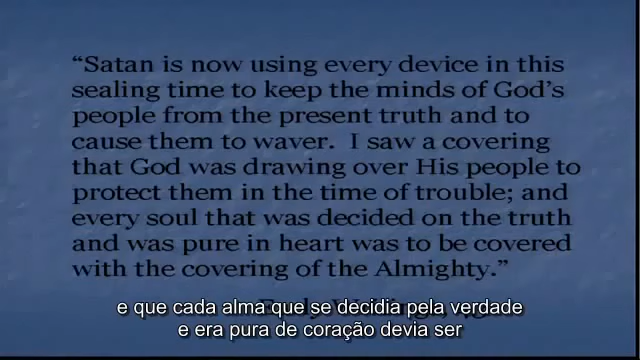 “Satan is now using every device in this
sealing time to keep the minds of God’s
people from the present truth and to
cause them to waver.  I saw a covering
that God was drawing over His people to
protect them in the time of trouble; and
every soul that was decided on the truth
and was pure in heart was to be covered
with the covering of the Almighty.”
e que cada alma que se decidia pela verdade
e era pura de coração devia ser